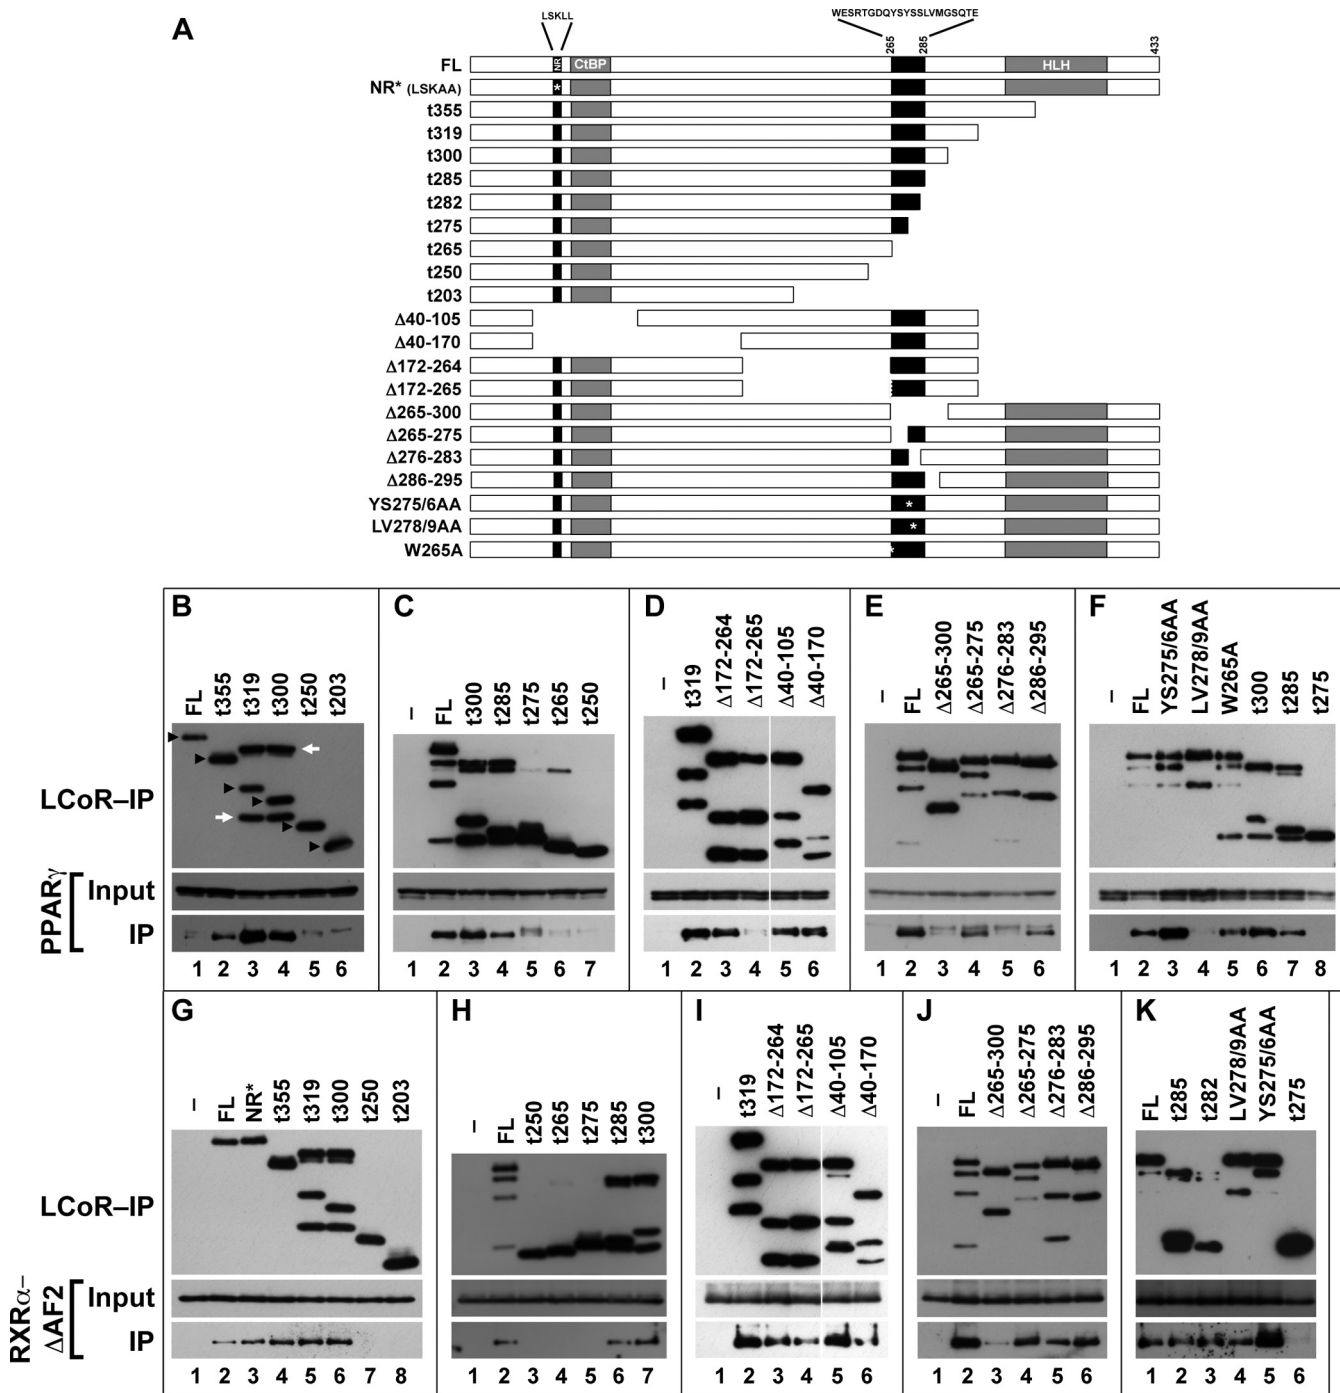 A
LSKLL
WESRTGDQYSYSSLVMGSQTE
265 285 433
FL NR CtBP HLH
NR* (LSKAA) *
t355
t319
t300
t285
t282
t275
t265
t250
t203
Δ40-105
Δ40-170
Δ172-264
Δ172-265
Δ265-300
Δ265-275
Δ276-283
Δ286-295
YS275/6AA *
LV278/9AA *
W265A *
B
FL t355 t319 t300 t250 t203
C
– FL t300 t285 t275 t265 t250
D
– t319 Δ172-264 Δ172-265 Δ40-105 Δ40-170
E
– FL Δ265-300 Δ265-275 Δ276-283 Δ286-295
F
– FL YS275/6AA LV278/9AA W265A t300 t285 t275
LCoR–IP
PPARγ
Input
IP
1 2 3 4 5 6
1 2 3 4 5 6 7
1 2 3 4 5 6
1 2 3 4 5 6
1 2 3 4 5 6 7 8
G
– FL NR* t355 t319 t300 t250 t203
H
– FL t250 t265 t275 t285 t300
I
– t319 Δ172-264 Δ172-265 Δ40-105 Δ40-170
J
– FL Δ265-300 Δ265-275 Δ276-283 Δ286-295
K
FL t285 t282 LV278/9AA YS275/6AA t275
LCoR–IP
RXRα–
ΔAF2
Input
IP
1 2 3 4 5 6 7 8
1 2 3 4 5 6 7
1 2 3 4 5 6
1 2 3 4 5 6
1 2 3 4 5 6